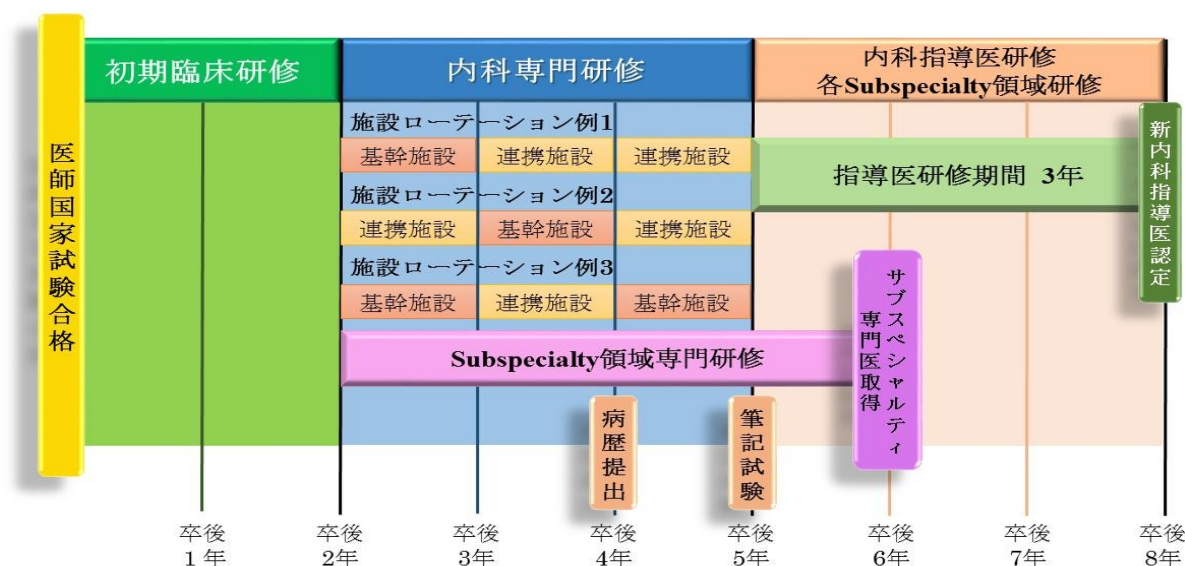 医師国家試験合格
初期臨床研修
内科専門研修
内科指導医研修
各Subspecialty領域研修
施設ローテーション例1
基幹施設
連携施設
連携施設
施設ローテーション例2
連携施設
基幹施設
連携施設
施設ローテーション例3
基幹施設
連携施設
基幹施設
指導医研修期間 3年
新内科指導医認定
Subspecialty領域専門研修
サブスペシャルティ
専門医取得
病歴提出
筆記試験
卒後
1 年
卒後
2年
卒後
3年
卒後
4年
卒後
5年
卒後
6年
卒後
7年
卒後
8年